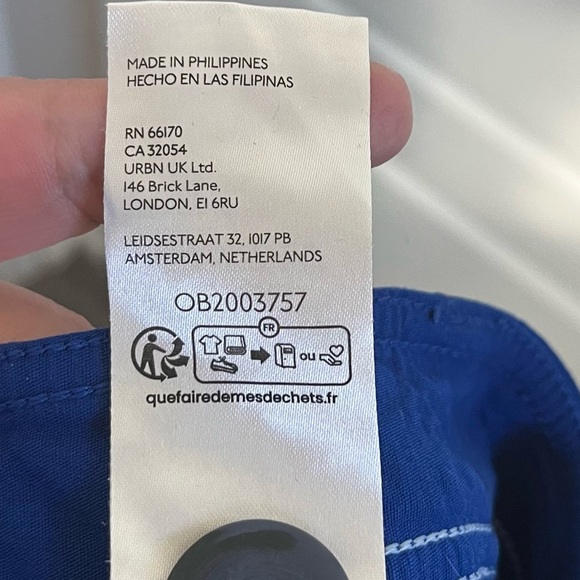 MADE IN PHILIPPINES
HECHO EN LAS FILIPINAS
RN 66170
CA 32054
URBN UK Ltd.
146 Brick Lane,
LONDON, E1 6RU
LEIDSESTRAAT 32, 1017 PB
AMSTERDAM, NETHERLANDS
OB2003757
FR
ou
quefairedemesdechets.fr